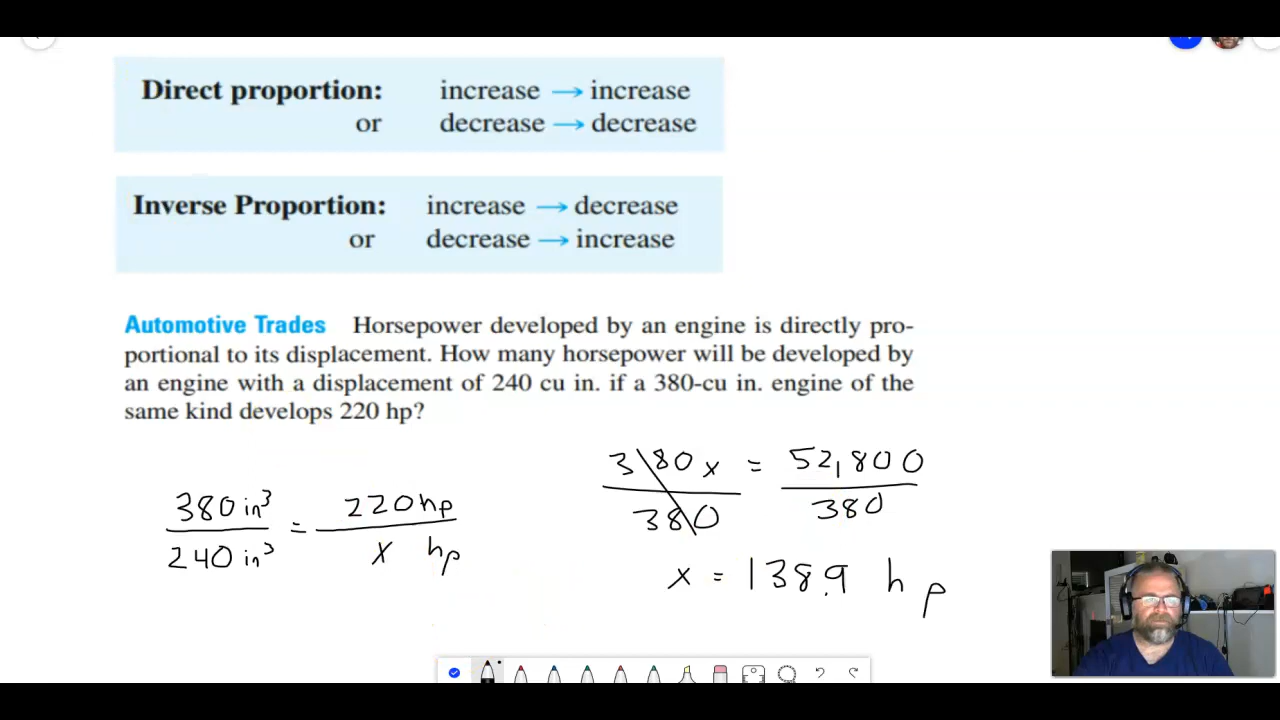 Direct proportion: increase → increase
or decrease → decrease
Inverse Proportion: increase → decrease
or decrease → increase
Automotive Trades Horsepower developed by an engine is directly pro-
portional to its displacement. How many horsepower will be developed by
an engine with a displacement of 240 cu in. if a 380-cu in. engine of the
same kind develops 220 hp?
380 in³ = 220 hp
240 in³ x hp
380 x = 52,800
380 380
x = 138.9 hp